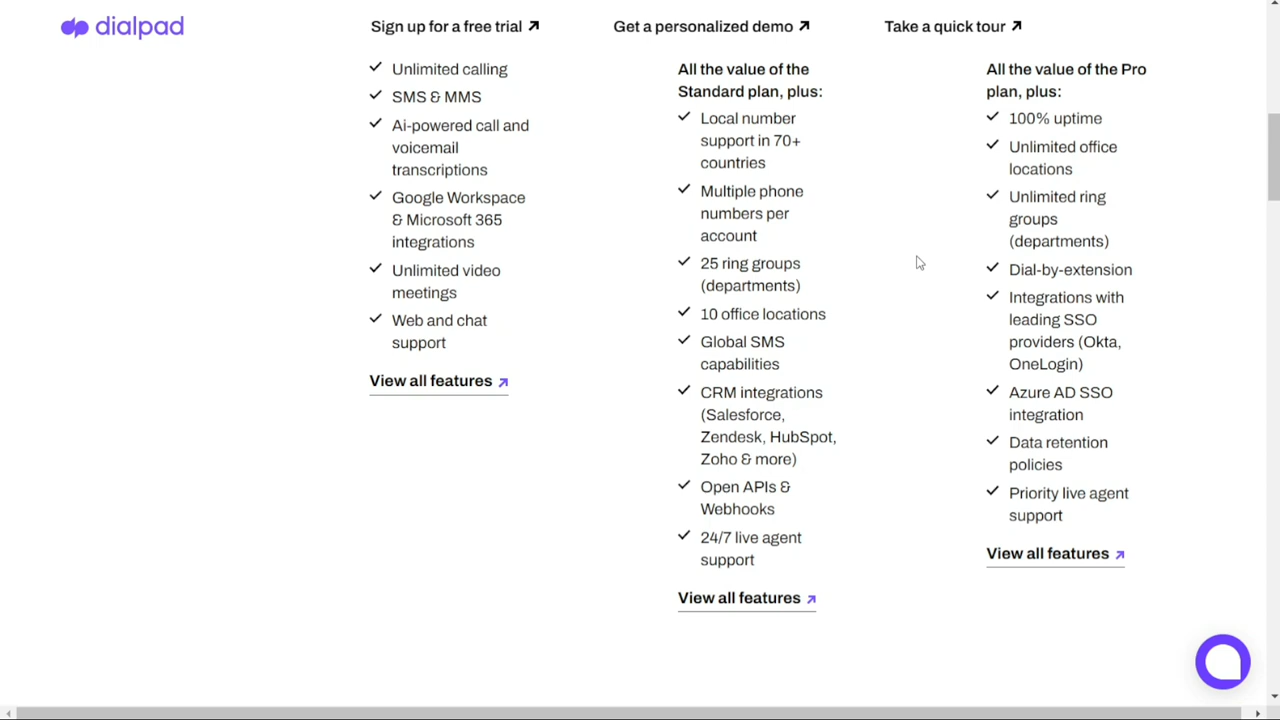 dialpad
Sign up for a free trial
Get a personalized demo
Take a quick tour
Unlimited calling
SMS & MMS
Ai-powered call and
voicemail
transcriptions
Google Workspace
& Microsoft 365
integrations
Unlimited video
meetings
Web and chat
support
View all features
All the value of the
Standard plan, plus:
Local number
support in 70+
countries
Multiple phone
numbers per
account
25 ring groups
(departments)
10 office locations
Global SMS
capabilities
CRM integrations
(Salesforce,
Zendesk, HubSpot,
Zoho & more)
Open APIs &
Webhooks
24/7 live agent
support
View all features
All the value of the Pro
plan, plus:
100% uptime
Unlimited office
locations
Unlimited ring
groups
(departments)
Dial-by-extension
Integrations with
leading SSO
providers (Okta,
OneLogin)
Azure AD SSO
integration
Data retention
policies
Priority live agent
support
View all features